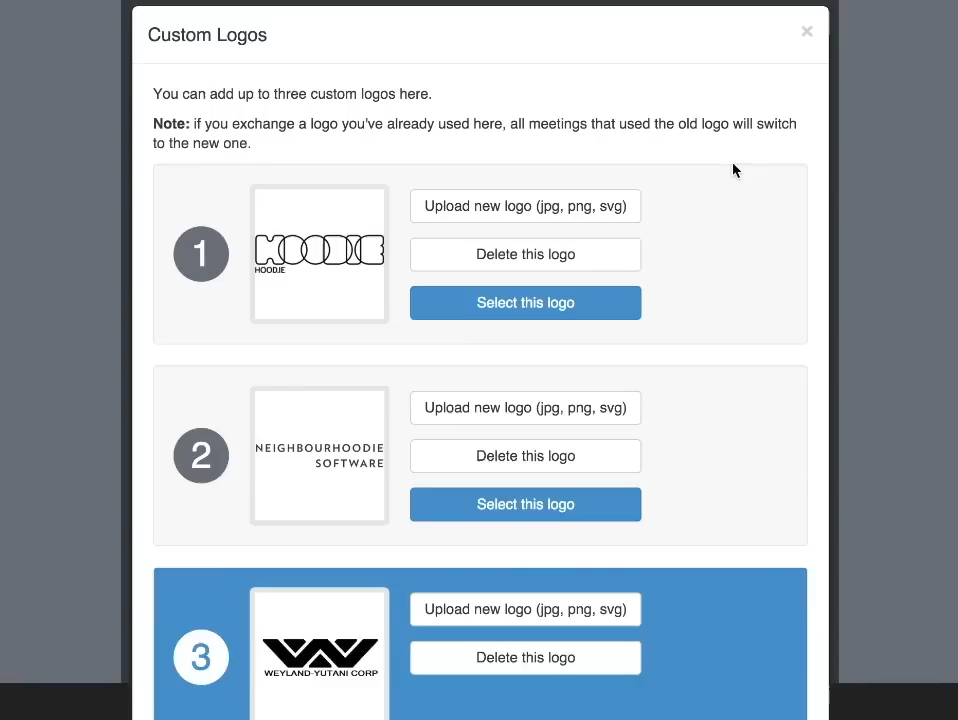 Custom Logos
×
You can add up to three custom logos here.
Note: if you exchange a logo you've already used here, all meetings that used the old logo will switch
to the new one.
1
HOODIE
HOOD.IE
Upload new logo (jpg, png, svg)
Delete this logo
Select this logo
2
NEIGHBOURHOODIE
SOFTWARE
Upload new logo (jpg, png, svg)
Delete this logo
Select this logo
3
WEYLAND-YUTANI CORP
Upload new logo (jpg, png, svg)
Delete this logo